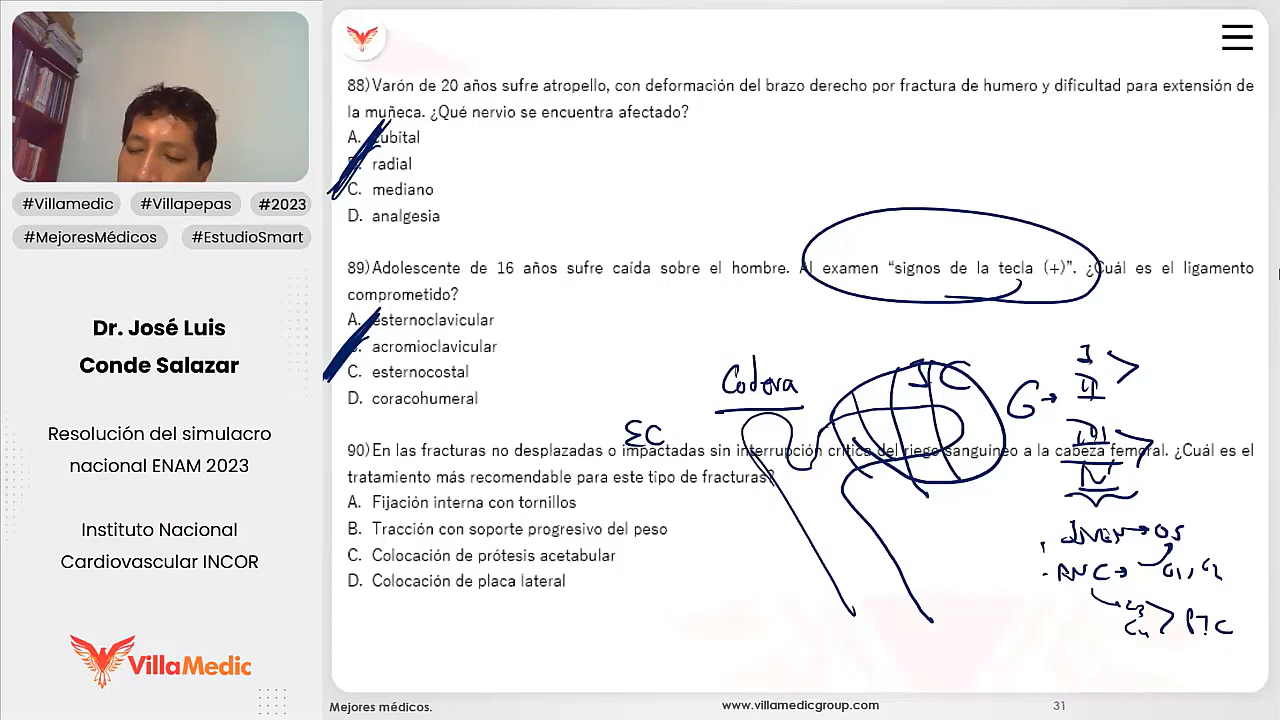 88)Varón de 20 años sufre atropello, con deformación del brazo derecho por fractura de humero y dificultad para extensión de
la muñeca. ¿Qué nervio se encuentra afectado?
A. cubital
radial
C. mediano
D. analgesia
#Villamedic #Villapepas #2023
#MejoresMédicos #EstudioSmart
89)Adolescente de 16 años sufre caída sobre el hombro. Al examen “signos de la tecla (+)”. ¿Cuál es el ligamento
comprometido?
A. esternoclavicular
acromioclavicular
C. esternocostal
D. coracohumeral
Dr. José Luis
Conde Salazar
Resolución del simulacro
nacional ENAM 2023
Instituto Nacional
Cardiovascular INCOR
VillaMedic
EC
G→
I
II
III
IV
90)En las fracturas no desplazadas o impactadas sin interrupción critica del riego sanguíneo a la cabeza femoral. ¿Cuál es el
tratamiento más recomendable para este tipo de fracturas?
A. Fijación interna con tornillos
B. Tracción con soporte progresivo del peso
C. Colocación de prótesis acetabular
D. Colocación de placa lateral
G1, G2
PTC
Mejores médicos.
www.villamedicgroup.com
31